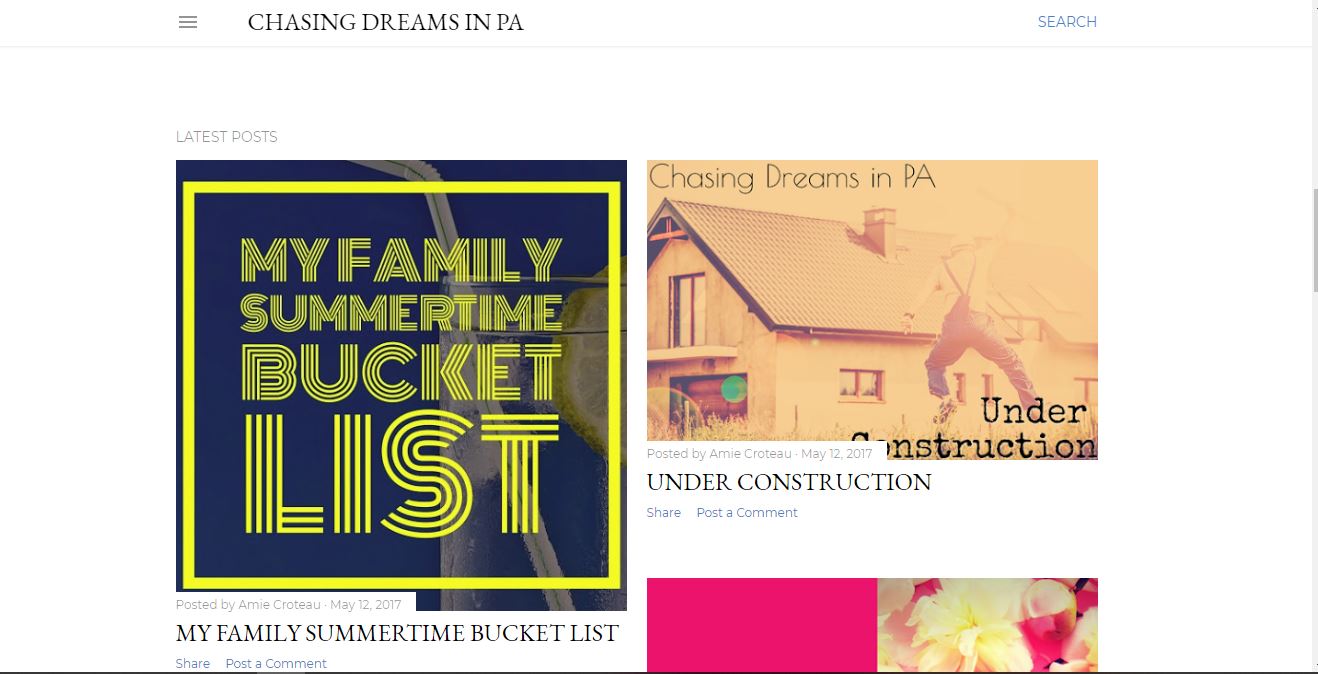 CHASING DREAMS IN PA
SEARCH
LATEST POSTS
MY FAMILY
SUMMERTIME
BUCKET
LIST
Posted by Amie Croteau · May 12, 2017
MY FAMILY SUMMERTIME BUCKET LIST
Share Post a Comment
Chasing Dreams in PA
Under
Construction
Posted by Amie Croteau · May 12, 2017
UNDER CONSTRUCTION
Share Post a Comment